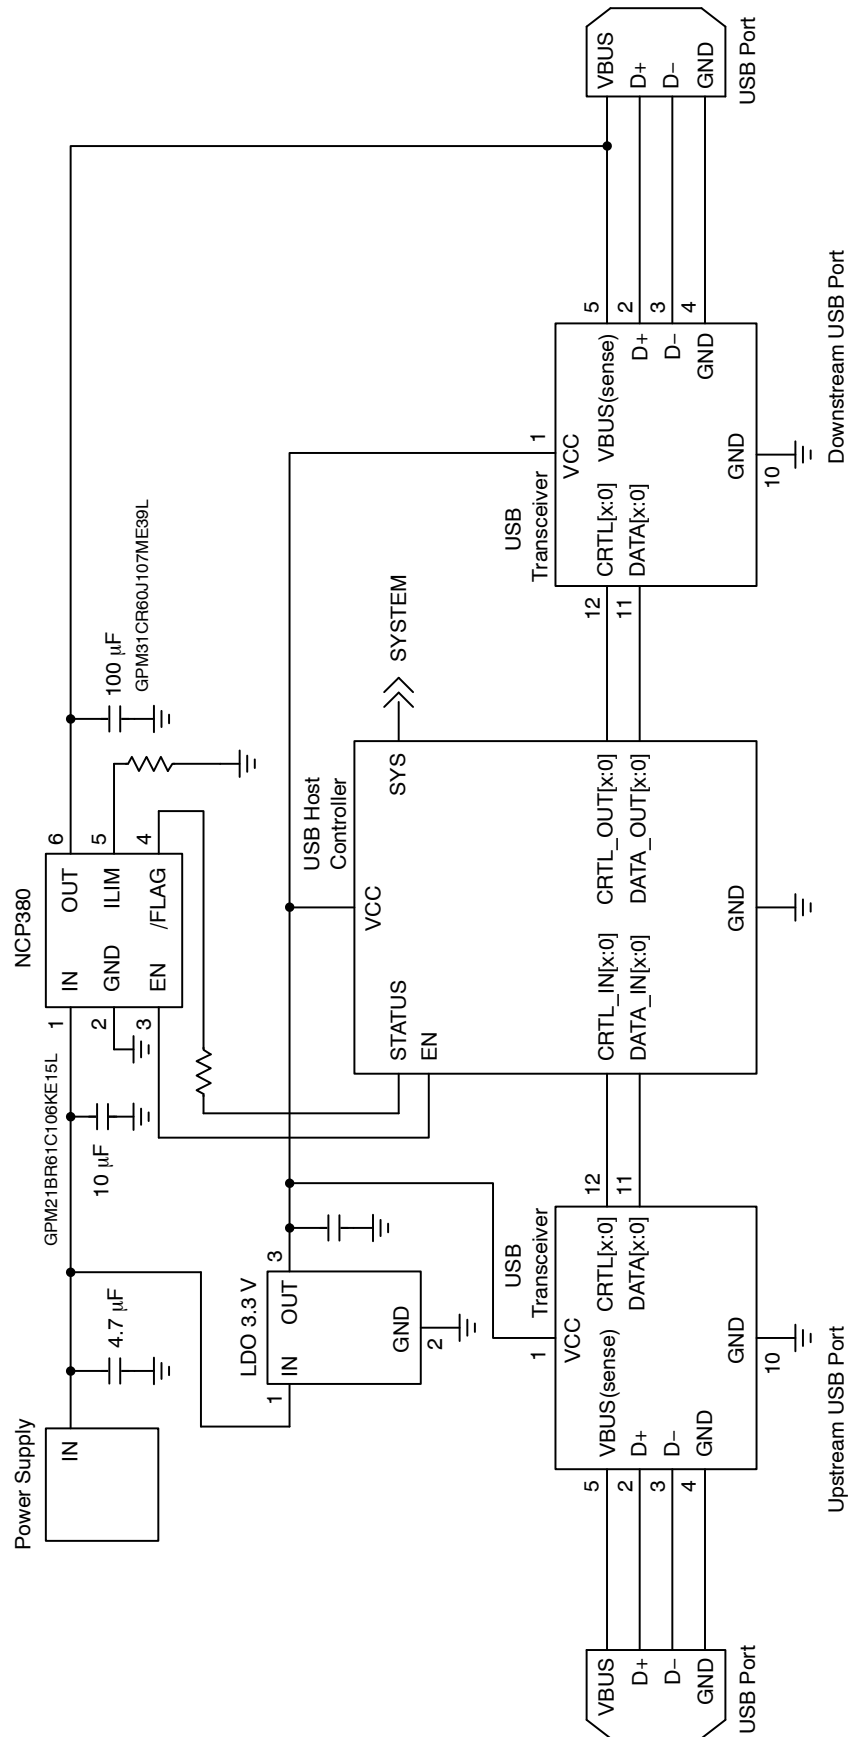 Power Supply
IN
4.7 μF
GPM21BR61C106KE15L
10 μF
NCP380
1
IN
OUT
6
2
GND
ILIM
5
3
EN
/FLAG
4
100 μF
GPM31CR60J107ME39L
LDO 3.3 V
1
IN
OUT
3
GND
2
USB Host
Controller
VCC
STATUS
EN
SYS
SYSTEM
CRTL_IN[x:0]
CRTL_OUT[x:0]
DATA_IN[x:0]
DATA_OUT[x:0]
GND
USB
Transceiver
1
VCC
5
VBUS(sense)
CRTL[x:0]
12
2
D+
DATA[x:0]
11
3
D–
4
GND
GND
10
VBUS
D+
D–
GND
USB Port
Upstream USB Port
USB
Transceiver
1
VCC
12
CRTL[x:0]
VBUS(sense)
5
11
DATA[x:0]
D+
2
D–
3
GND
4
GND
10
VBUS
D+
D–
GND
USB Port
Downstream USB Port